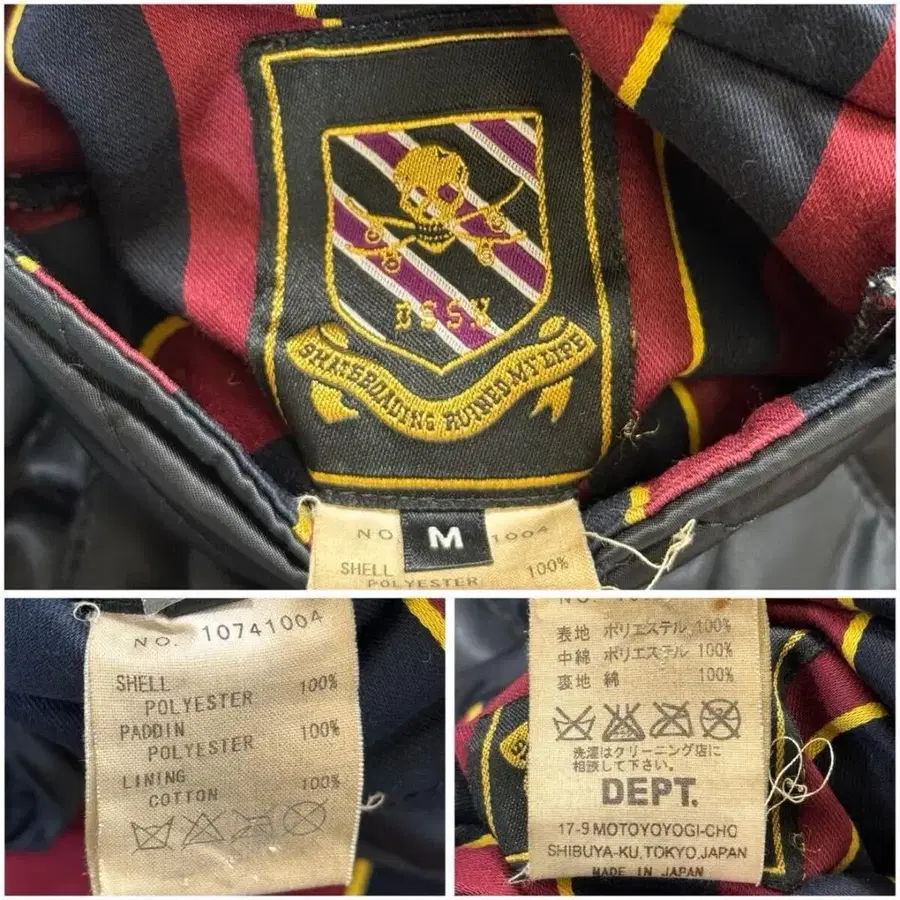 SKATEBOADING RUINED MY LIFE
NO. M 1004
SHELL
POLYESTER 100%
NO. 10741004
SHELL
POLYESTER 100%
PADDIN
POLYESTER 100%
LINING
COTTON 100%
表地 ポリエステル 100%
中綿 ポリエステル 100%
裏地 綿 100%
洗濯はクリーニング店に
相談して下さい。
DEPT.
17-9 MOTOYOYOGI-CHO
SHIBUYA-KU,TOKYO,JAPAN
MADE IN JAPAN